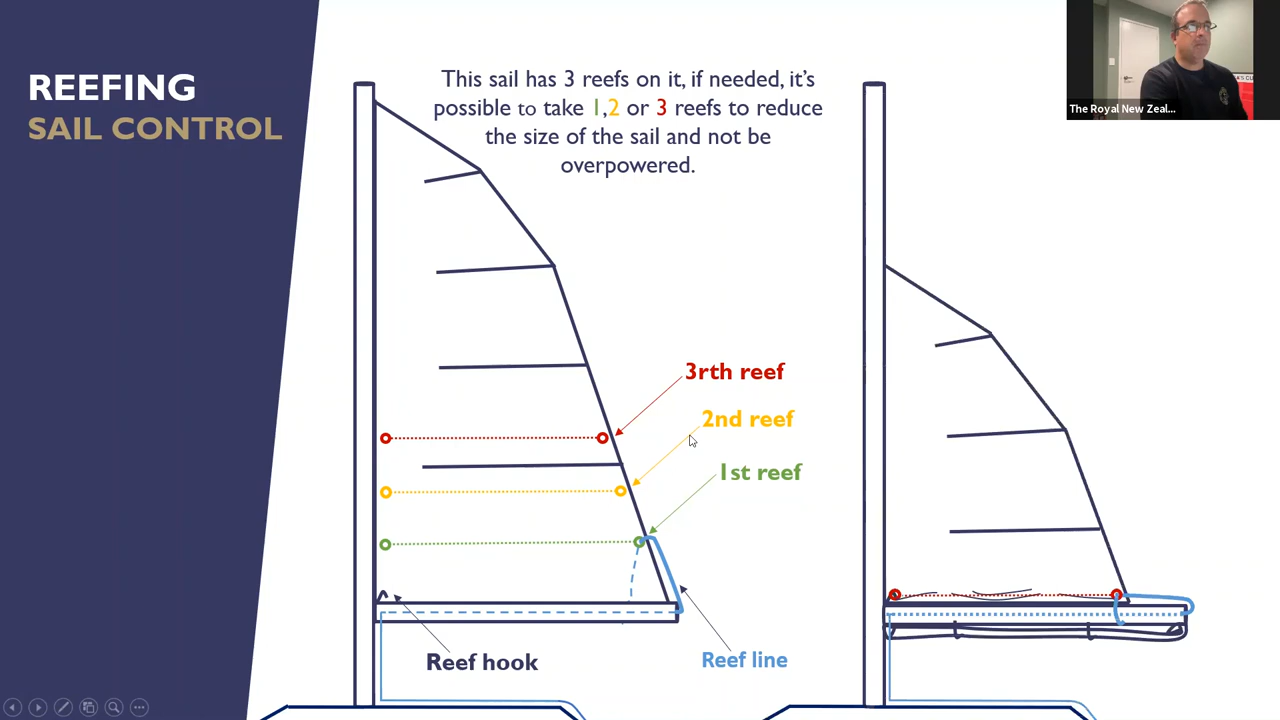 REEFING
SAIL CONTROL
This sail has 3 reefs on it, if needed, it's
possible to take 1,2 or 3 reefs to reduce
the size of the sail and not be
overpowered.
The Royal New Zeal...
3rth reef
2nd reef
1st reef
Reef hook
Reef line